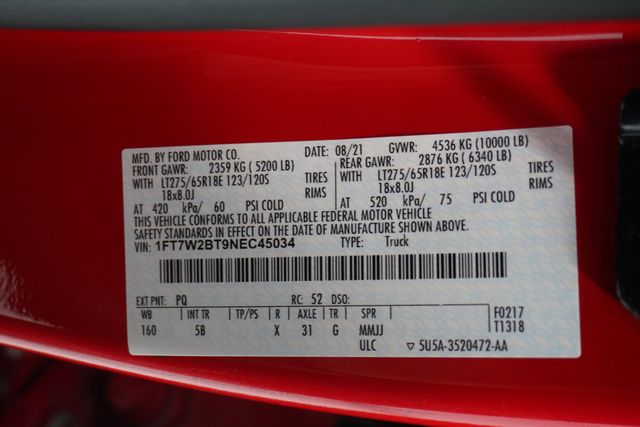 MFD. BY FORD MOTOR CO. DATE: 08/21 GVWR: 4536 KG (10000 LB)
FRONT GAWR: 2359 KG ( 5200 LB) REAR GAWR: 2876 KG ( 6340 LB)
WITH LT275/65R18E 123/120S TIRES WITH LT275/65R18E 123/120S TIRES
18x8.0J RIMS 18x8.0J RIMS
AT 420 kPa/ 60 PSI COLD AT 520 kPa/ 75 PSI COLD
THIS VEHICLE CONFORMS TO ALL APPLICABLE FEDERAL MOTOR VEHICLE
SAFETY STANDARDS IN EFFECT ON THE DATE OF MANUFACTURE SHOWN ABOVE.
VIN: 1FT7W2BT9NEC45034 TYPE: Truck
EXT PNT: PQ RC: 52 DSO:
WB INT TR TP/PS R AXLE TR SPR F0217
160 5B X 31 G MMJJ T1318
ULC ▽ 5U5A-3520472-AA